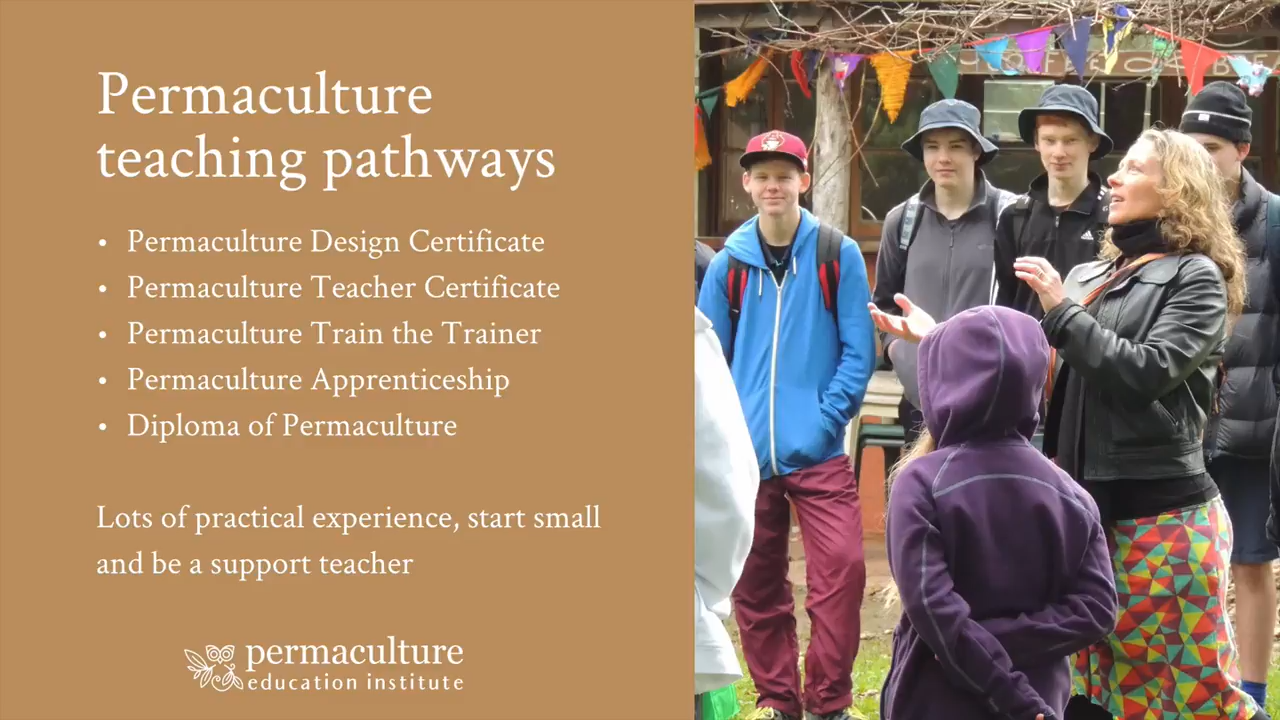 Permaculture
teaching pathways
• Permaculture Design Certificate
• Permaculture Teacher Certificate
• Permaculture Train the Trainer
• Permaculture Apprenticeship
• Diploma of Permaculture
Lots of practical experience, start small
and be a support teacher
permaculture
education institute
adidas